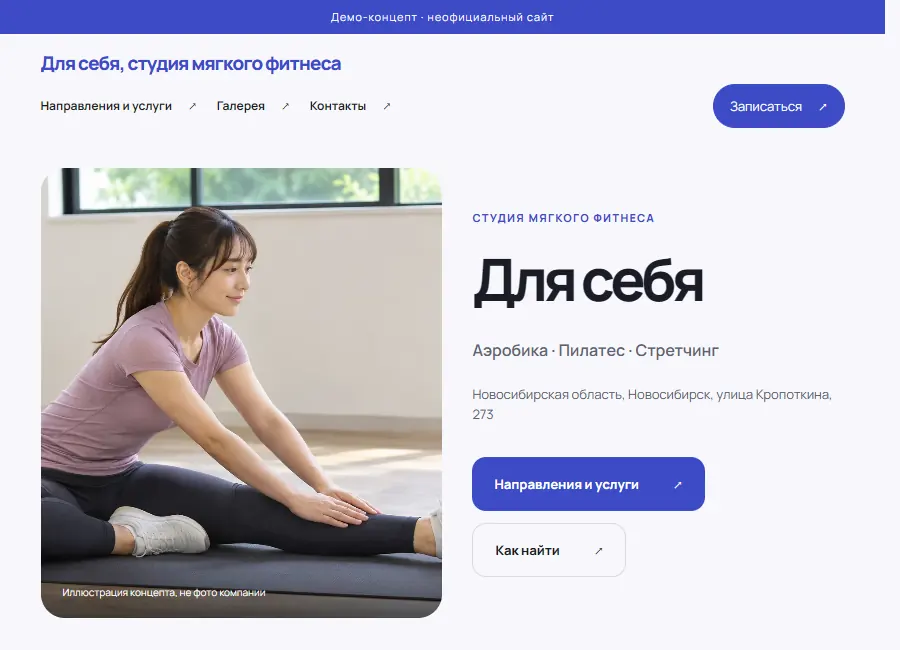 Демо-концепт · неофициальный сайт
Для себя, студия мягкого фитнеса
Направления и услуги ↗ Галерея ↗ Контакты ↗
Записаться ↗
СТУДИЯ МЯГКОГО ФИТНЕСА
Для себя
Аэробика · Пилатес · Стретчинг
Новосибирская область, Новосибирск, улица Кропоткина,
273
Направления и услуги ↗
Как найти ↗
Иллюстрация концепта, не фото компании